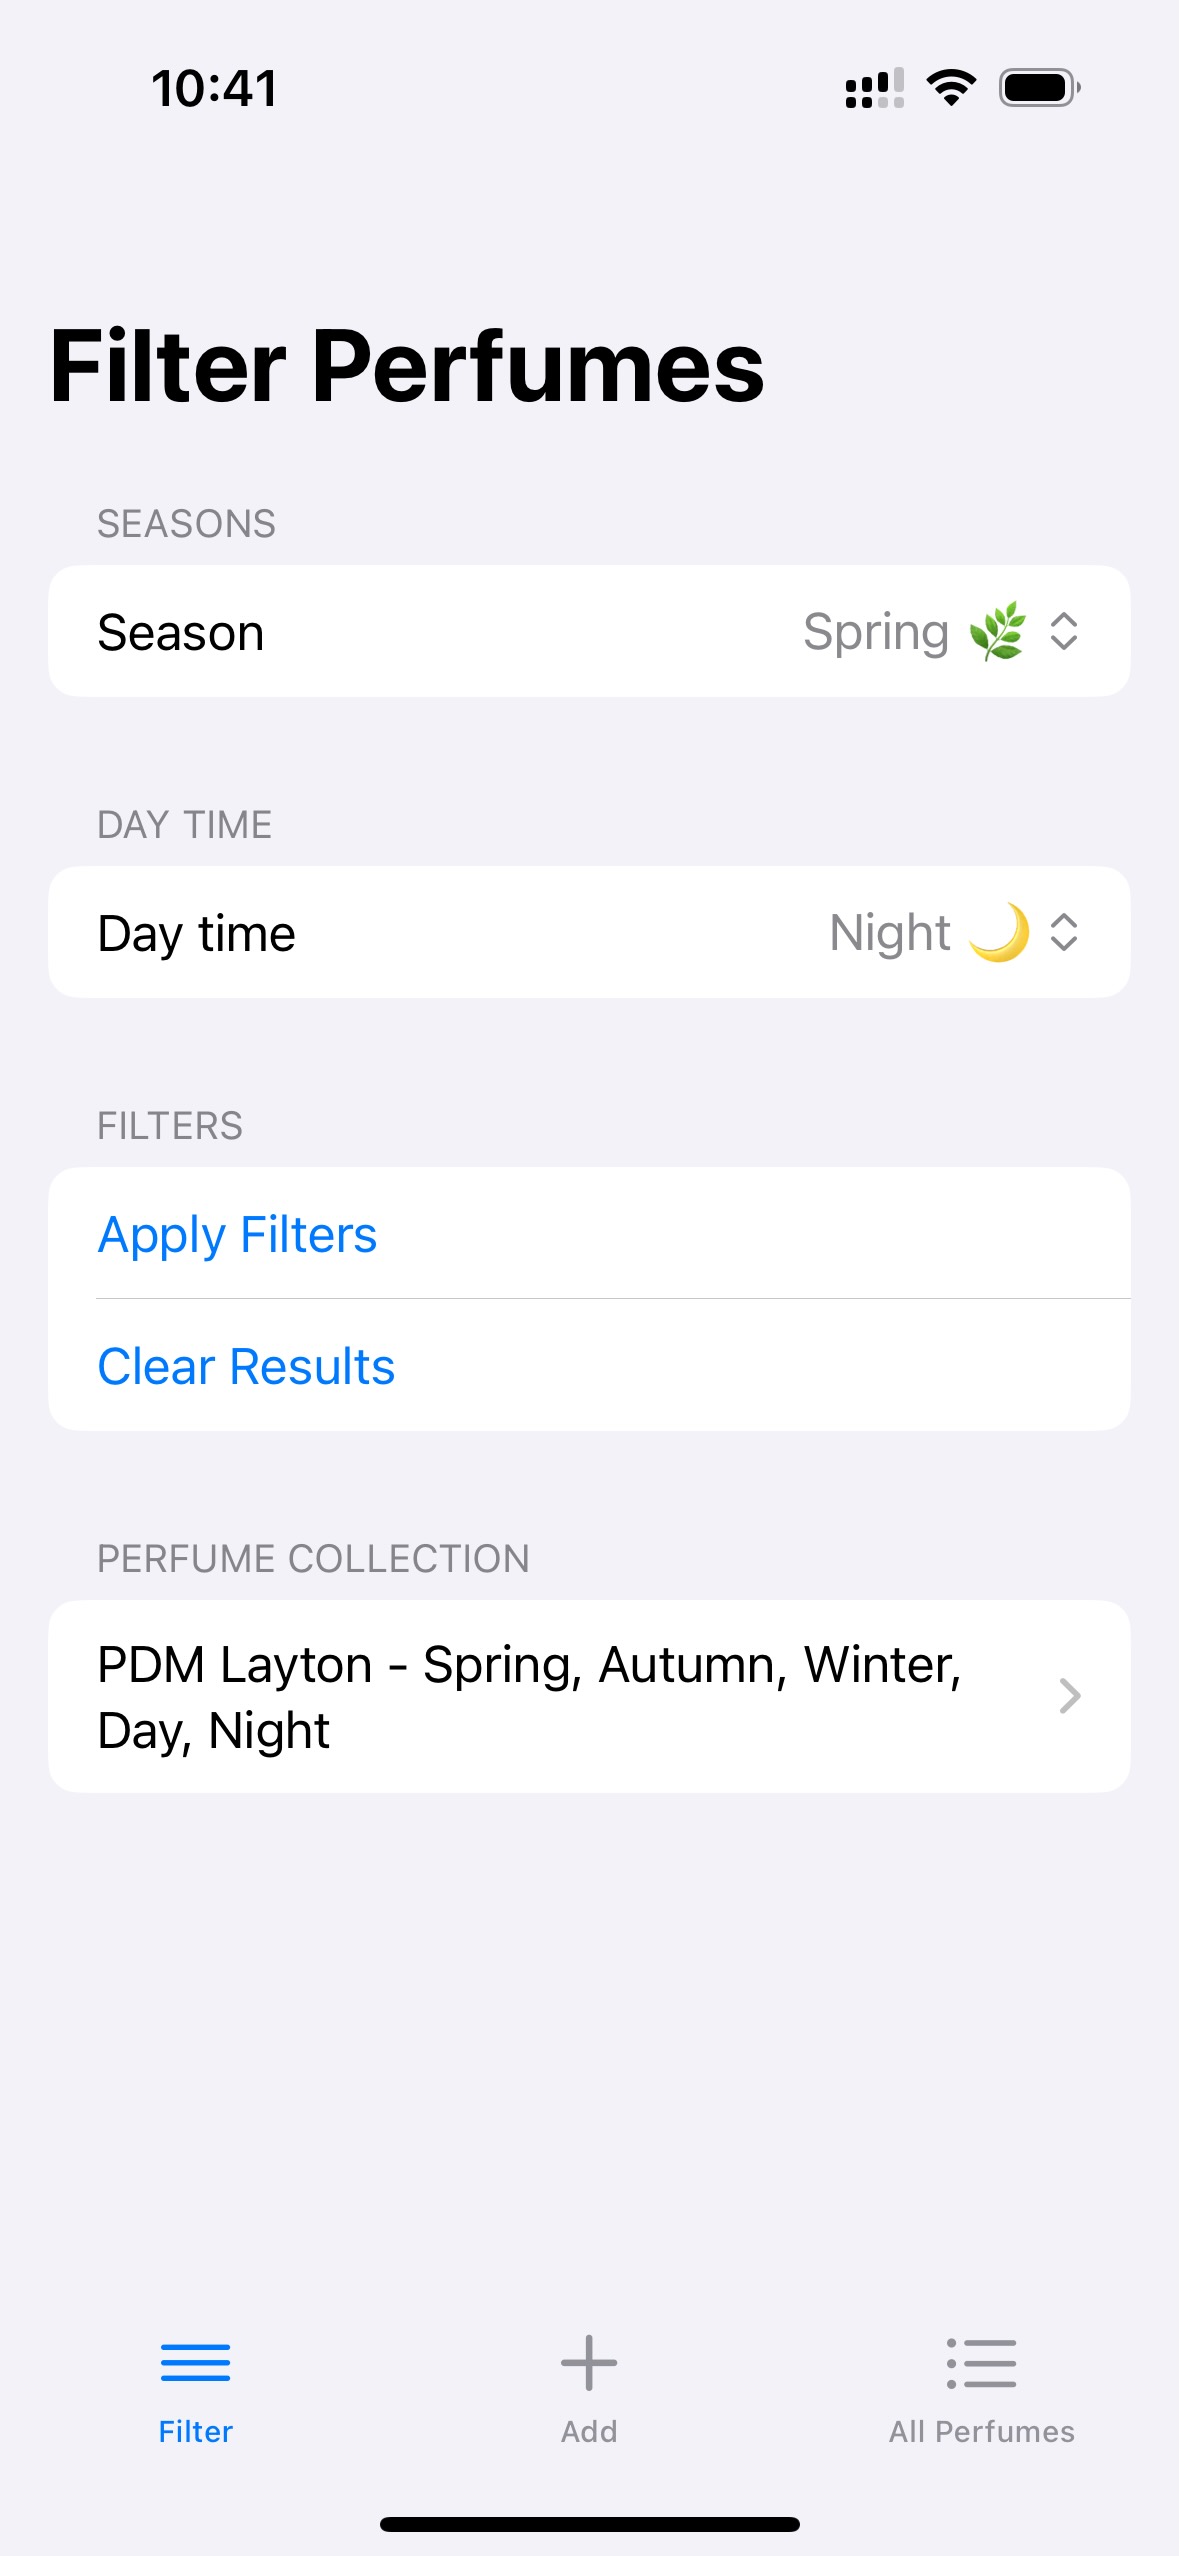 10:41
Filter Perfumes
SEASONS
Season
Spring 🌿
DAY TIME
Day time
Night 🌙
FILTERS
Apply Filters
Clear Results
PERFUME COLLECTION
PDM Layton - Spring, Autumn, Winter,
Day, Night
Filter
Add
All Perfumes